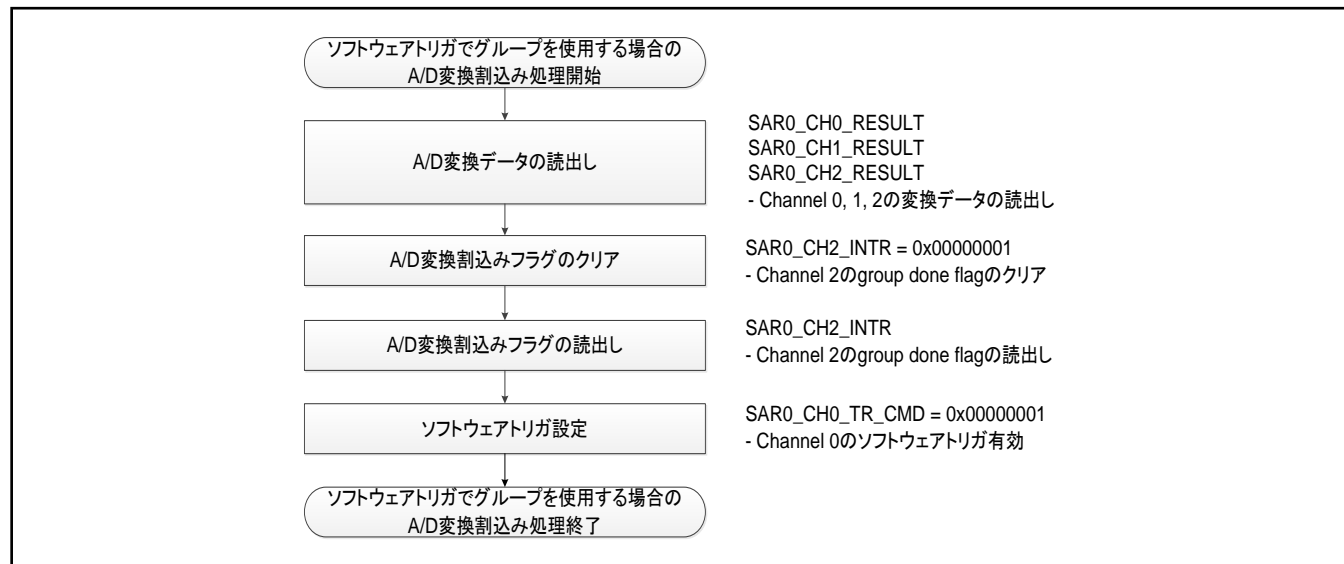 ソフトウェアトリガでグループを使用する場合の
A/D変換割込み処理開始
A/D変換データの読出し
SAR0_CH0_RESULT
SAR0_CH1_RESULT
SAR0_CH2_RESULT
- Channel 0, 1, 2の変換データの読出し
A/D変換割込みフラグのクリア
SAR0_CH2_INTR = 0x00000001
- Channel 2のgroup done flagのクリア
A/D変換割込みフラグの読出し
SAR0_CH2_INTR
- Channel 2のgroup done flagの読出し
ソフトウェアトリガ設定
SAR0_CH0_TR_CMD = 0x00000001
- Channel 0のソフトウェアトリガ有効
ソフトウェアトリガでグループを使用する場合の
A/D変換割込み処理終了